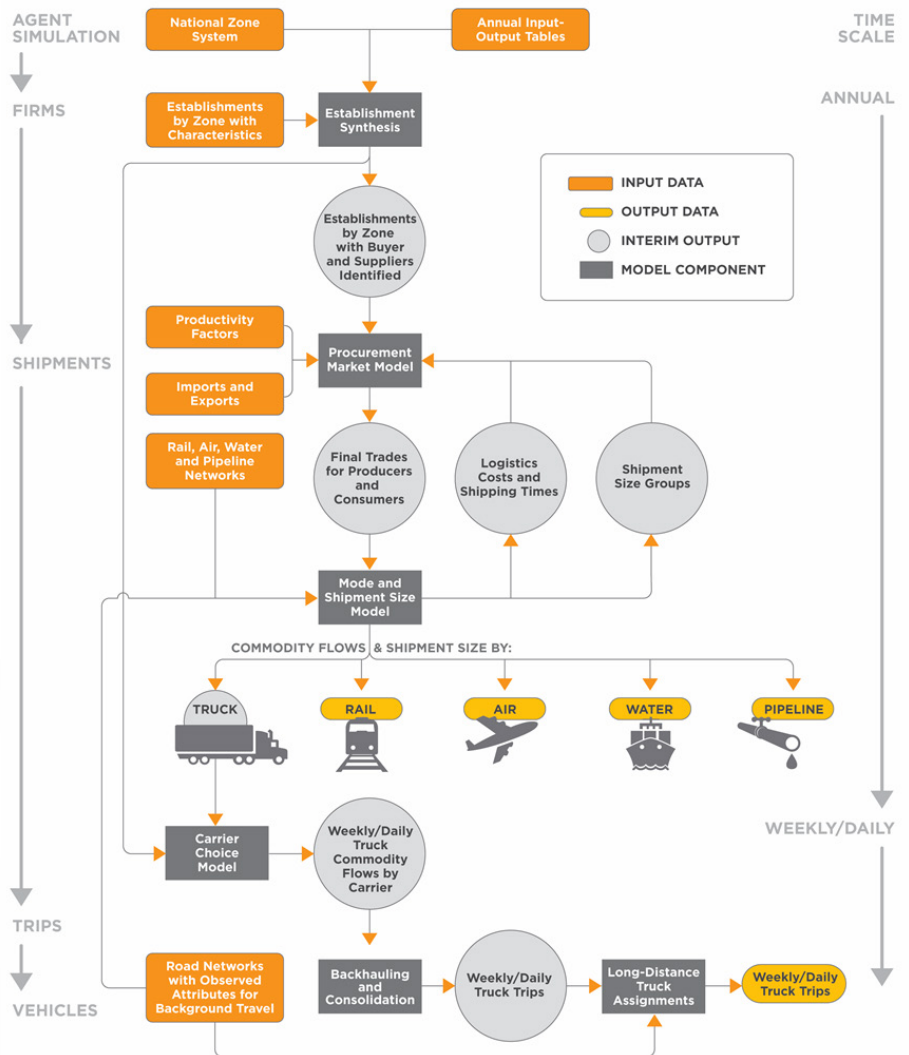 AGENT
SIMULATION
National Zone
System
Annual Input-
Output Tables
TIME
SCALE
FIRMS
Establishments
by Zone with
Characteristics
Establishment
Synthesis
ANNUAL
INPUT DATA
OUTPUT DATA
INTERIM OUTPUT
MODEL COMPONENT
Establishments
by Zone
with Buyer
and Suppliers
Identified
Productivity
Factors
SHIPMENTS
Procurement
Market Model
Imports and
Exports
Rail, Air, Water
and Pipeline
Networks
Final Trades
for Producers
and
Consumers
Logistics
Costs and
Shipping Times
Shipment
Size Groups
Mode and
Shipment Size
Model
COMMODITY FLOWS & SHIPMENT SIZE BY:
TRUCK
RAIL
AIR
WATER
PIPELINE
WEEKLY/DAILY
Carrier
Choice
Model
Weekly/Daily
Truck
Commodity
Flows by
Carrier
TRIPS
Road Networks
with Observed
Attributes for
Background Travel
Backhauling
and
Consolidation
Weekly/Daily
Truck Trips
Long-Distance
Truck
Assignments
Weekly/Daily
Truck Trips
VEHICLES